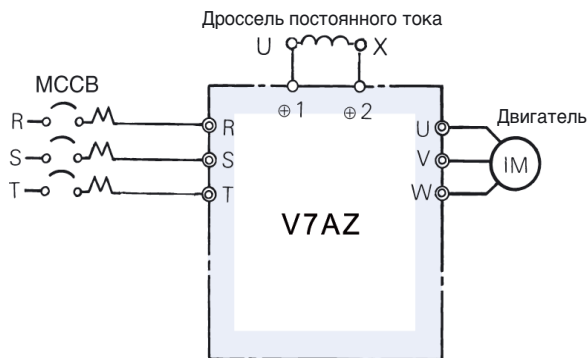 Дроссель постоянного тока
U X
MCCB
⊕1 ⊕2
R R U Двигатель
S S V IM
T T W
V7AZ